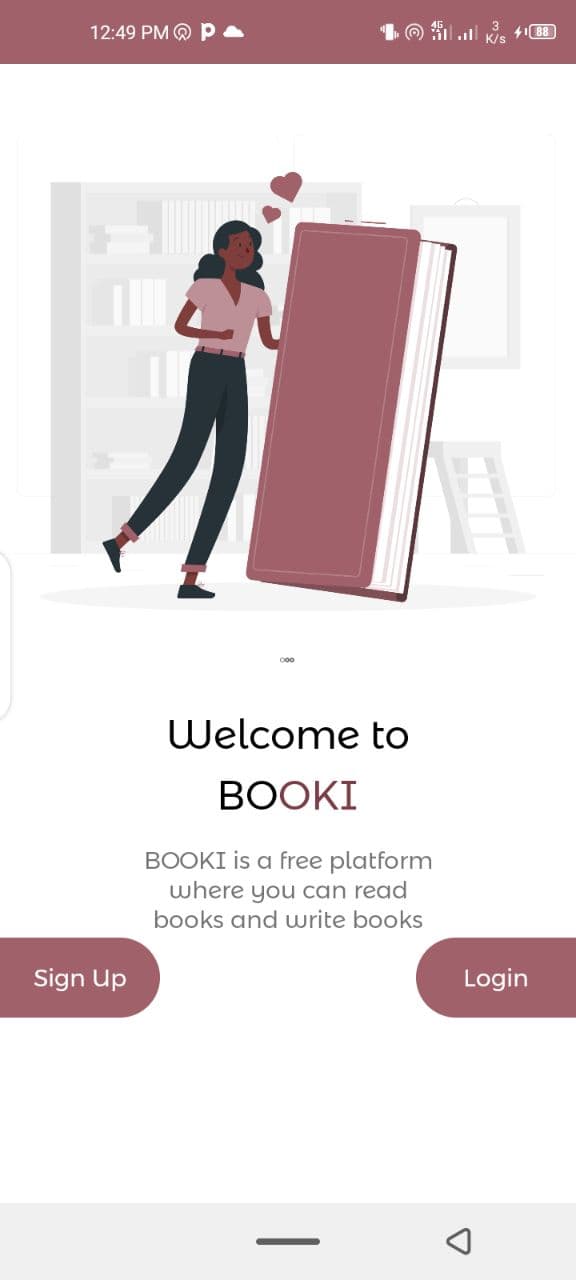 12:49 PM
4G
3
K/s
88
Welcome to
BOOKI
BOOKI is a free platform
where you can read
books and write books
Sign Up
Login